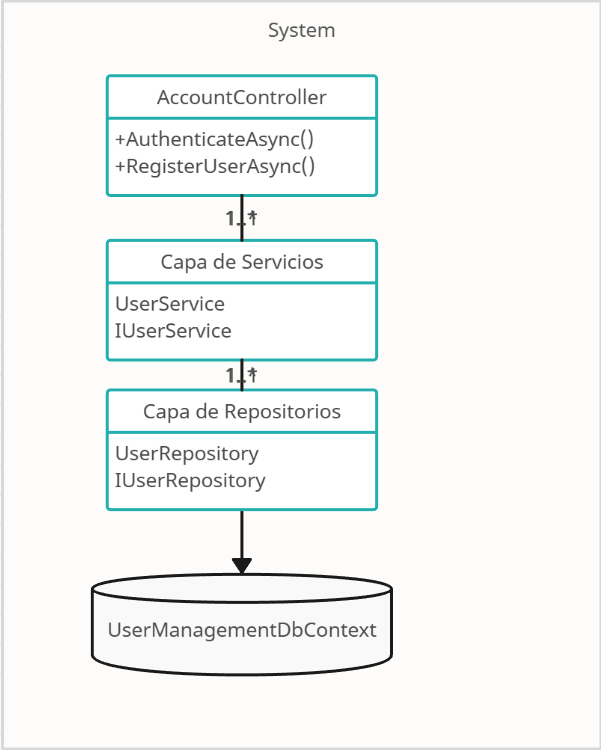 System
AccountController
+AuthenticateAsync()
+RegisterUserAsync()
1..*
Capa de Servicios
UserService
IUserService
1..*
Capa de Repositorios
UserRepository
IUserRepository
UserManagementDbContext